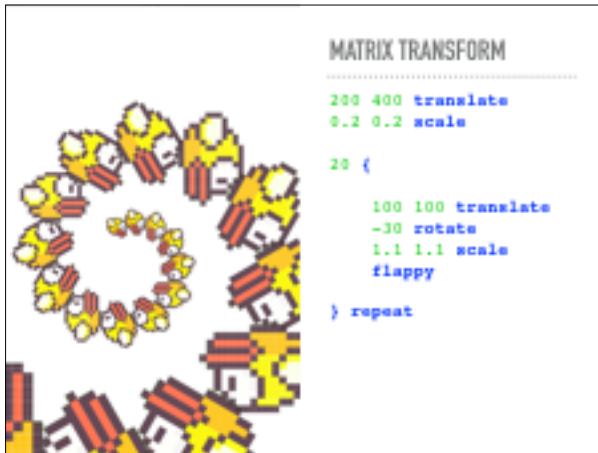 MATRIX TRANSFORM
200 400 translate
0.2 0.2 scale
20 {
100 100 translate
-30 rotate
1.1 1.1 scale
flappy
} repeat